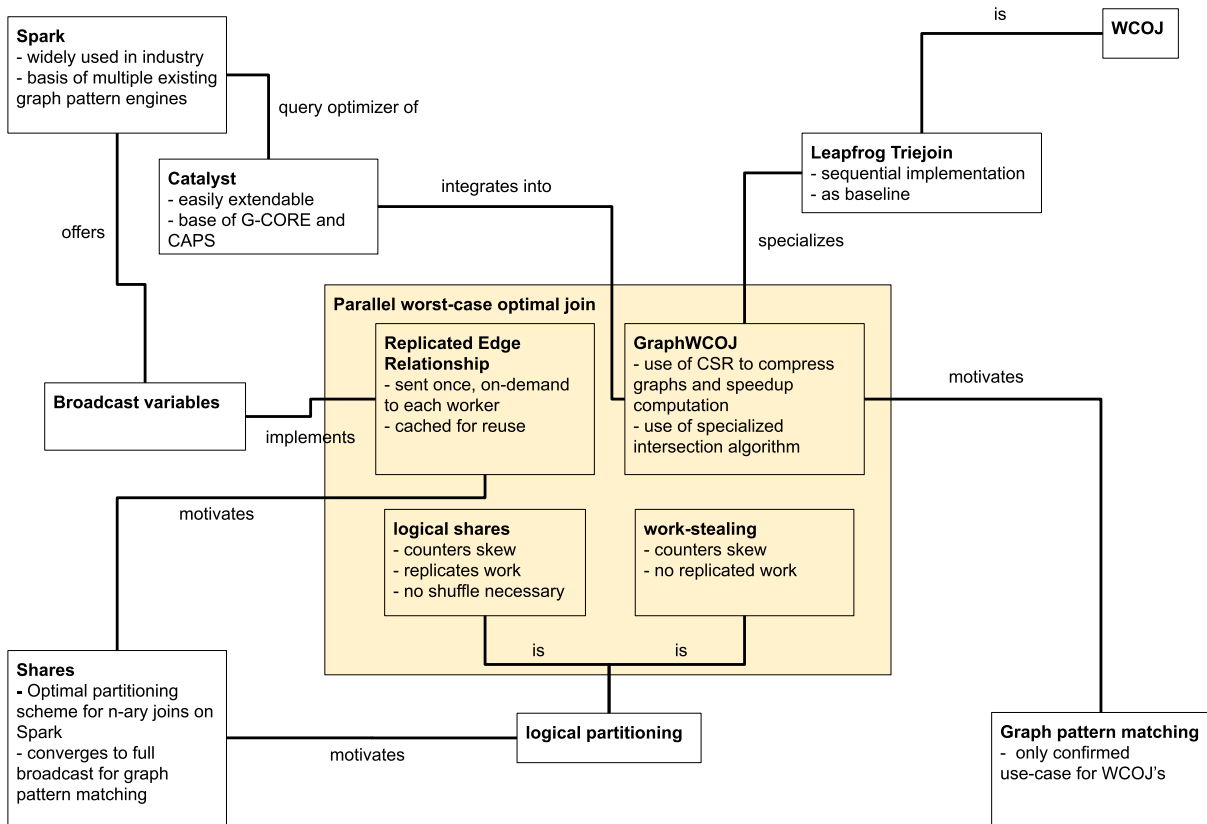 is
WCOJ
Spark
- widely used in industry
- basis of multiple existing
graph pattern engines
query optimizer of
Leapfrog Triejoin
- sequential implementation
- as baseline
Catalyst
- easily extendable
- base of G-CORE and
CAPS
integrates into
offers
specializes
Parallel worst-case optimal join
Replicated Edge
Relationship
- sent once, on-demand
to each worker
- cached for reuse
GraphWCOJ
- use of CSR to compress
graphs and speedup
computation
- use of specialized
intersection algorithm
motivates
Broadcast variables
implements
motivates
logical shares
- counters skew
- replicates work
- no shuffle necessary
work-stealing
- counters skew
- no replicated work
is
is
Shares
- Optimal partitioning
scheme for n-ary joins on
Spark
- converges to full
broadcast for graph
pattern matching
motivates
logical partitioning
Graph pattern matching
- only confirmed
use-case for WCOJ's